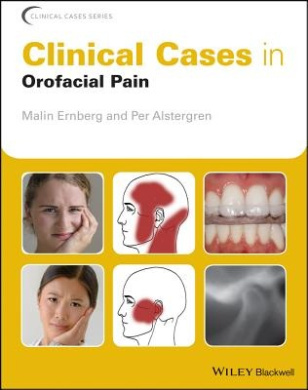 CLINICAL CASES SERIES
Clinical Cases in
Orofacial Pain
Malin Ernberg and Per Alstergren
WILEY Blackwell